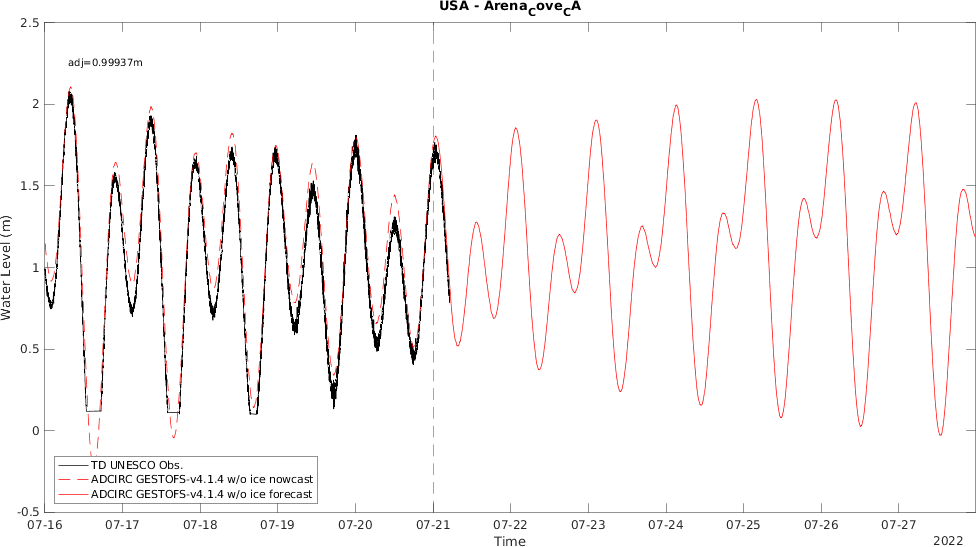 USA - Arena_Cove_CA
adj=0.99937m
2.5
2
1.5
1
0.5
0
-0.5
Water Level (m)
TD UNESCO Obs.
ADCIRC GESTOFS-v4.1.4 w/o ice nowcast
ADCIRC GESTOFS-v4.1.4 w/o ice forecast
07-16 07-17 07-18 07-19 07-20 07-21 07-22 07-23 07-24 07-25 07-26 07-27
Time
2022